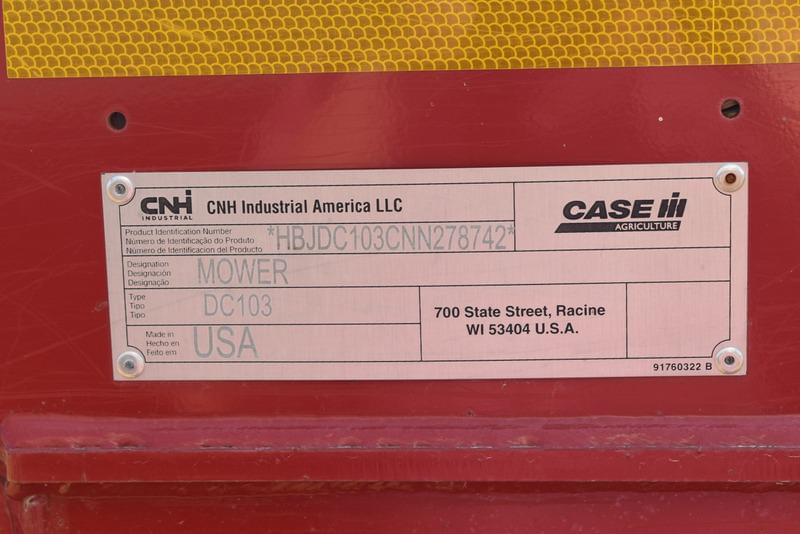 CNH
INDUSTRIAL
CNH Industrial America LLC
CASE IH
AGRICULTURE
Product Identification Number
Número de Identificação do Produto
Número de Identificacion del Producto
*HBJDC103CNN278742*
Designation
Designación
Designação
MOWER
Type
Tipo
Tipo
DC103
700 State Street, Racine
WI 53404 U.S.A.
Made in
Hecho en
Feito em
USA
91760322 B